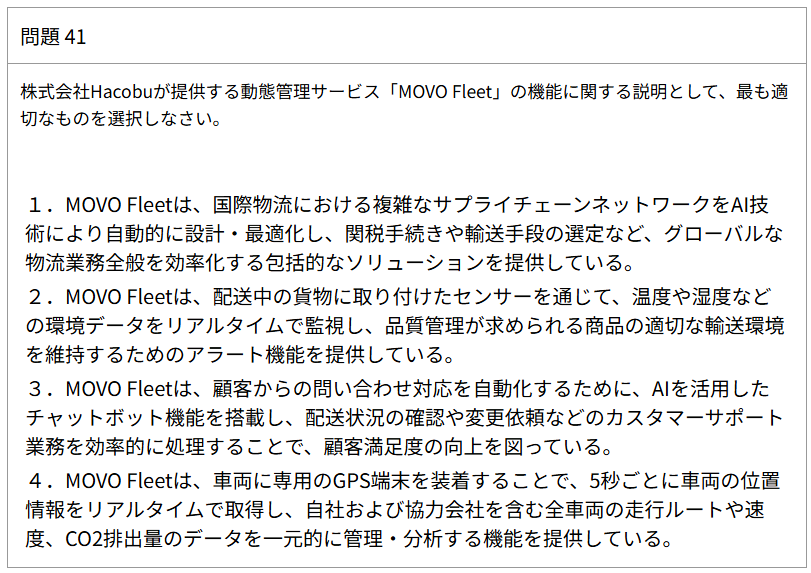 問題 41
株式会社Hacobuが提供する動態管理サービス「MOVO Fleet」の機能に関する説明として、最も適
切なものを選択しなさい。
１．MOVO Fleetは、国際物流における複雑なサプライチェーンネットワークをAI技
術により自動的に設計・最適化し、関税手続きや輸送手段の選定など、グローバルな
物流業務全般を効率化する包括的なソリューションを提供している。
２．MOVO Fleetは、配送中の貨物に取り付けたセンサーを通じて、温度や湿度など
の環境データをリアルタイムで監視し、品質管理が求められる商品の適切な輸送環境
を維持するためのアラート機能を提供している。
３．MOVO Fleetは、顧客からの問い合わせ対応を自動化するために、AIを活用した
チャットボット機能を搭載し、配送状況の確認や変更依頼などのカスタマーサポート
業務を効率的に処理することで、顧客満足度の向上を図っている。
４．MOVO Fleetは、車両に専用のGPS端末を装着することで、5秒ごとに車両の位置
情報をリアルタイムで取得し、自社および協力会社を含む全車両の走行ルートや速
度、CO2排出量のデータを一元的に管理・分析する機能を提供している。